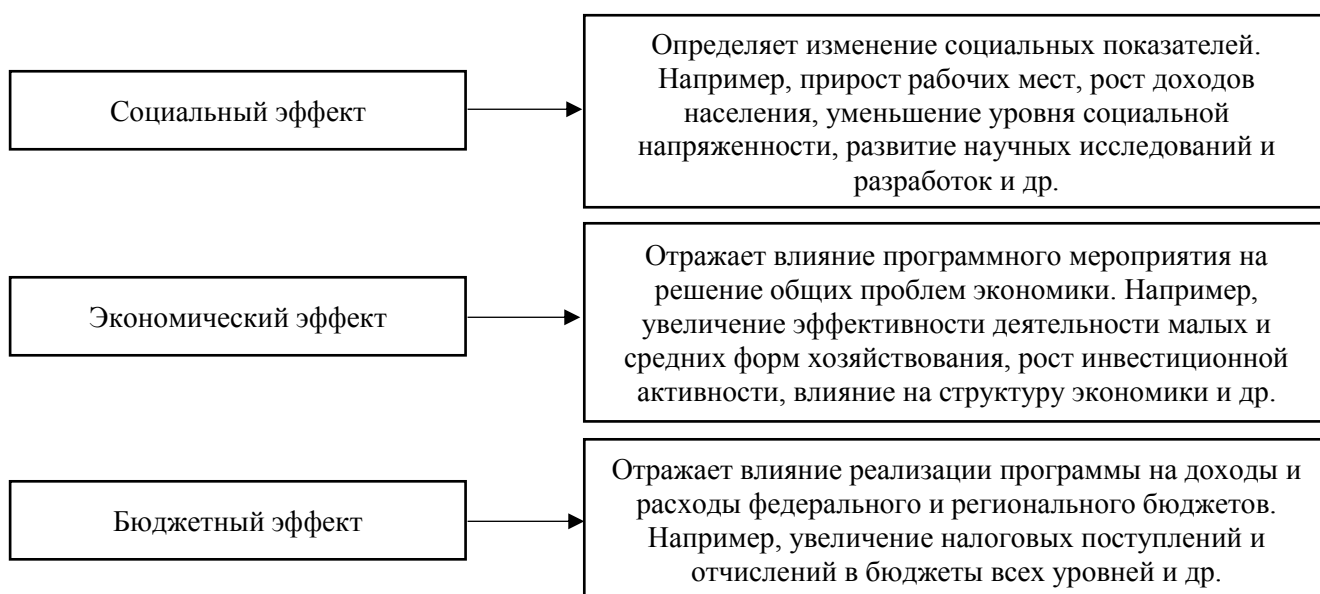 Социальный эффект
Определяет изменение социальных показателей.
Например, прирост рабочих мест, рост доходов
населения, уменьшение уровня социальной
напряженности, развитие научных исследований и
разработок и др.
Экономический эффект
Отражает влияние программного мероприятия на
решение общих проблем экономики. Например,
увеличение эффективности деятельности малых и
средних форм хозяйствования, рост инвестиционной
активности, влияние на структуру экономики и др.
Бюджетный эффект
Отражает влияние реализации программы на доходы и
расходы федерального и регионального бюджетов.
Например, увеличение налоговых поступлений и
отчислений в бюджеты всех уровней и др.